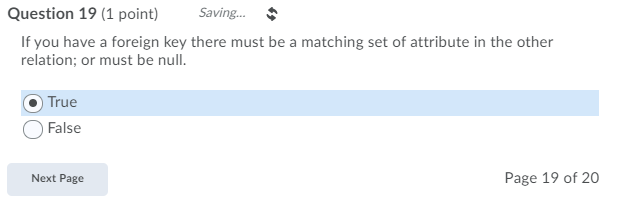 Question 19 (1 point) Saving...
If you have a foreign key there must be a matching set of attribute in the other
relation; or must be null.
True
False
Next Page
Page 19 of 20